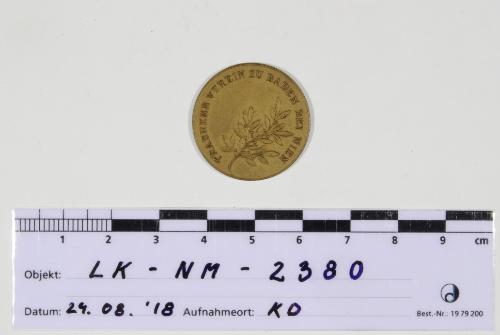 TRABRENN VEREIN ZU BADEN BEI WIEN
1 2 3 4 5 6 7 8 9 cm
Objekt: LK - NM - 2380
Datum: 24. 08. '18 Aufnahmeort: KO
Best.-Nr.: 19 79 200